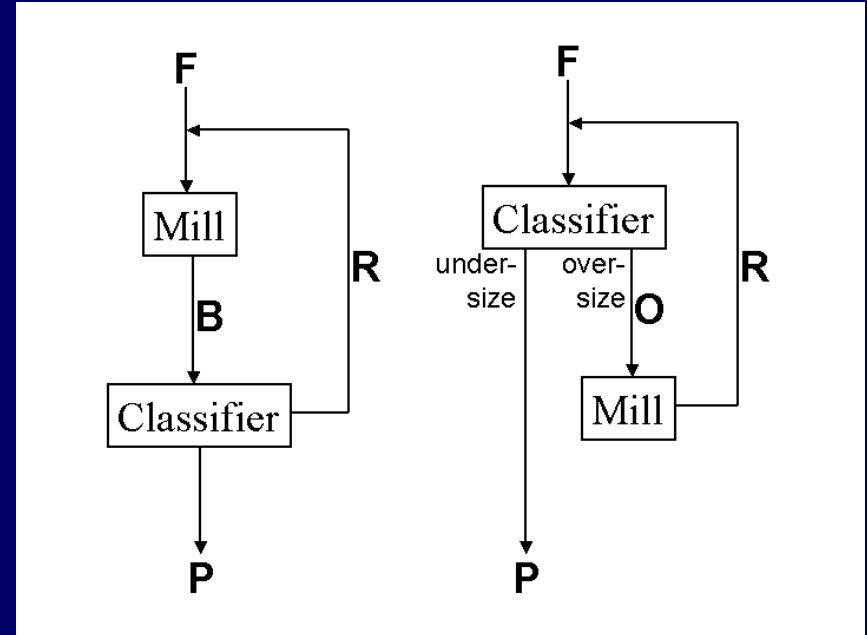 F
Mill
R
B
Classifier
P
F
Classifier
under-
size
over-
size
O
R
Mill
P